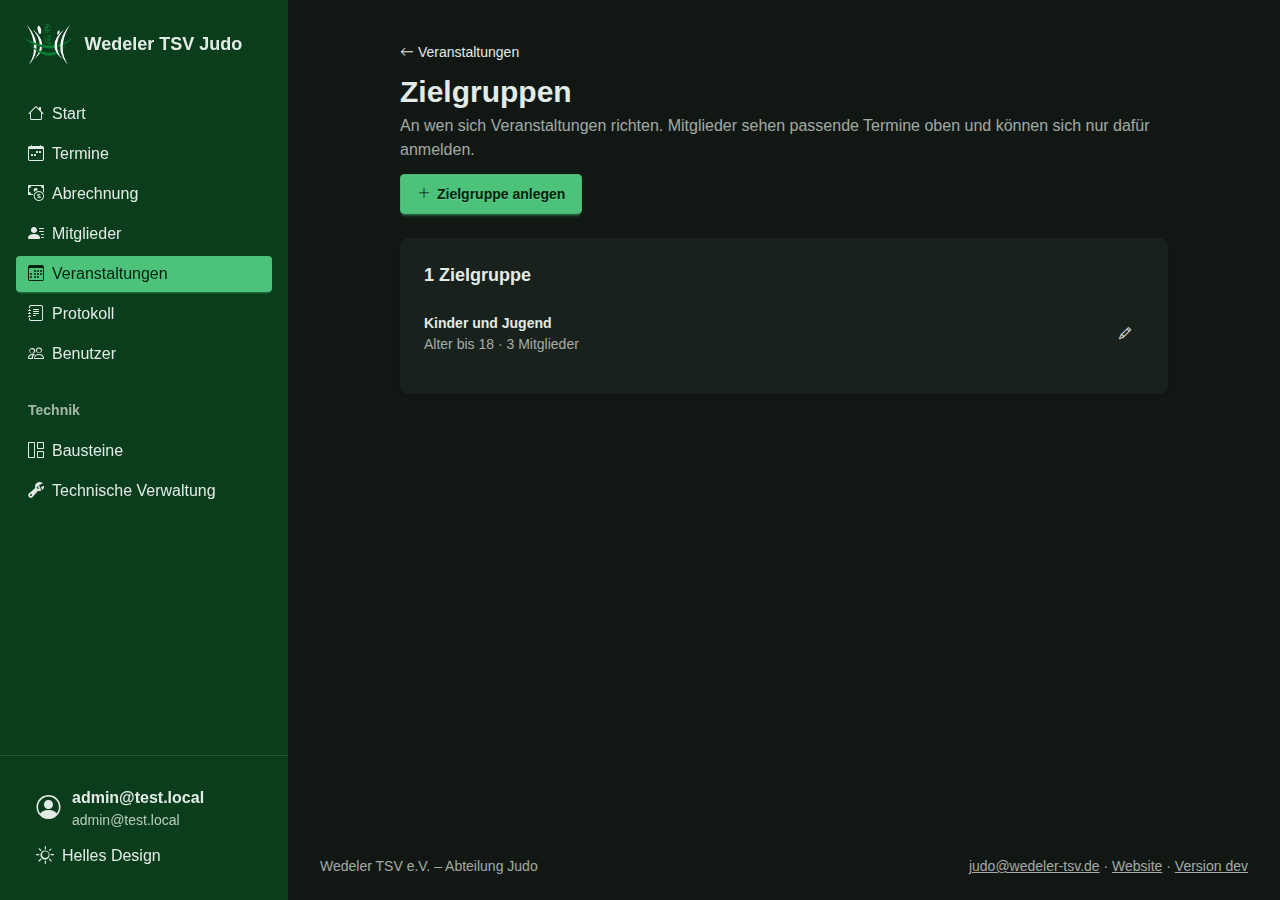 Wedeler TSV Judo
Start
Termine
Abrechnung
Mitglieder
Veranstaltungen
Protokoll
Benutzer
Technik
Bausteine
Technische Verwaltung
admin@test.local
admin@test.local
Helles Design
← Veranstaltungen
Zielgruppen
An wen sich Veranstaltungen richten. Mitglieder sehen passende Termine oben und können sich nur dafür
anmelden.
+ Zielgruppe anlegen
1 Zielgruppe
Kinder und Jugend
Alter bis 18 · 3 Mitglieder
Wedeler TSV e.V. – Abteilung Judo
judo@wedeler-tsv.de · Website · Version dev